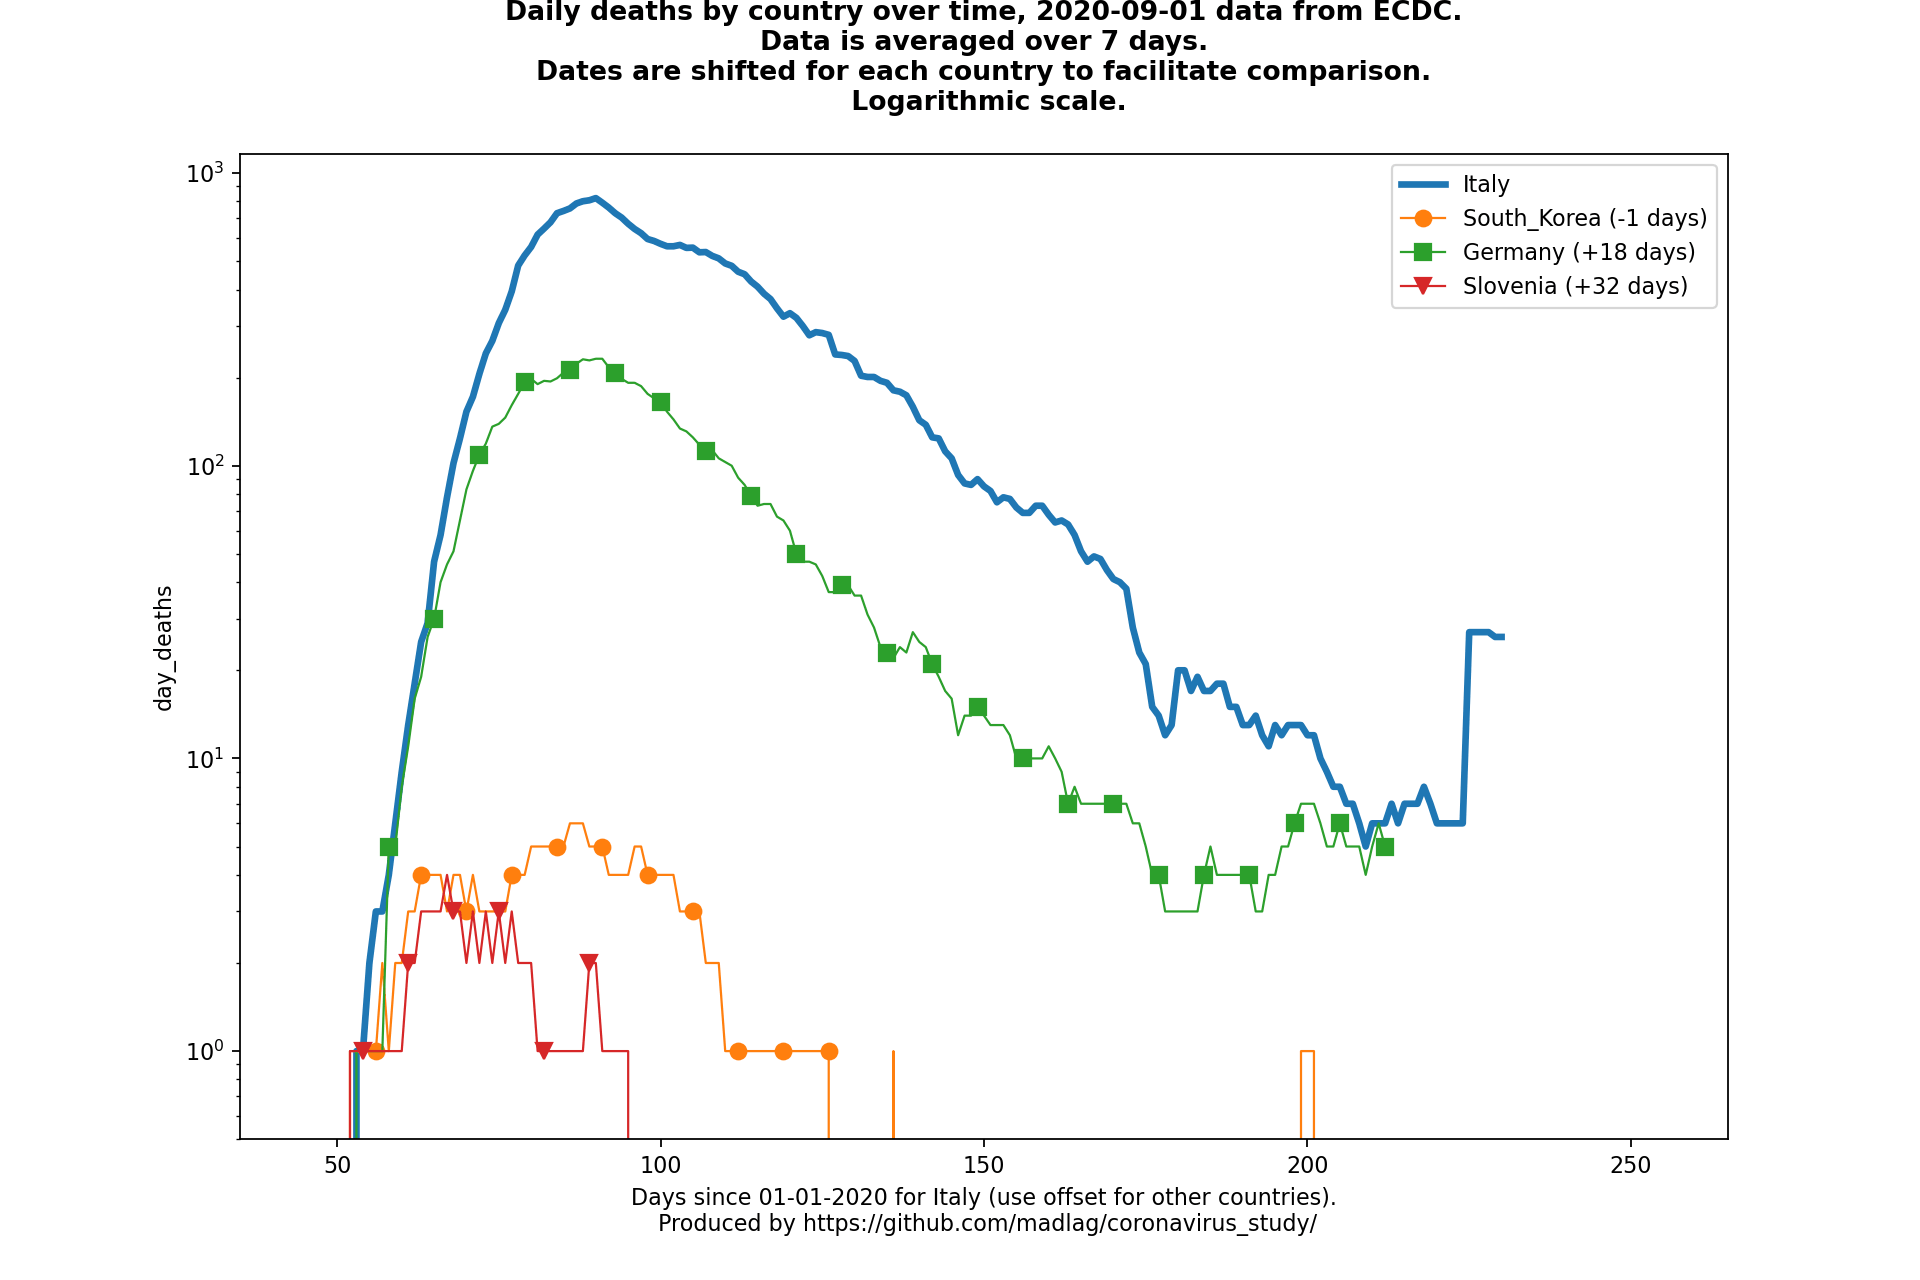 Daily deaths by country over time, 2020-09-01 data from ECDC.
Data is averaged over 7 days.
Dates are shifted for each country to facilitate comparison.
Logarithmic scale.
10³
10²
10¹
10⁰
day_deaths
Italy
South_Korea (-1 days)
Germany (+18 days)
Slovenia (+32 days)
50 100 150 200 250
Days since 01-01-2020 for Italy (use offset for other countries).
Produced by https://github.com/madlag/coronavirus_study/